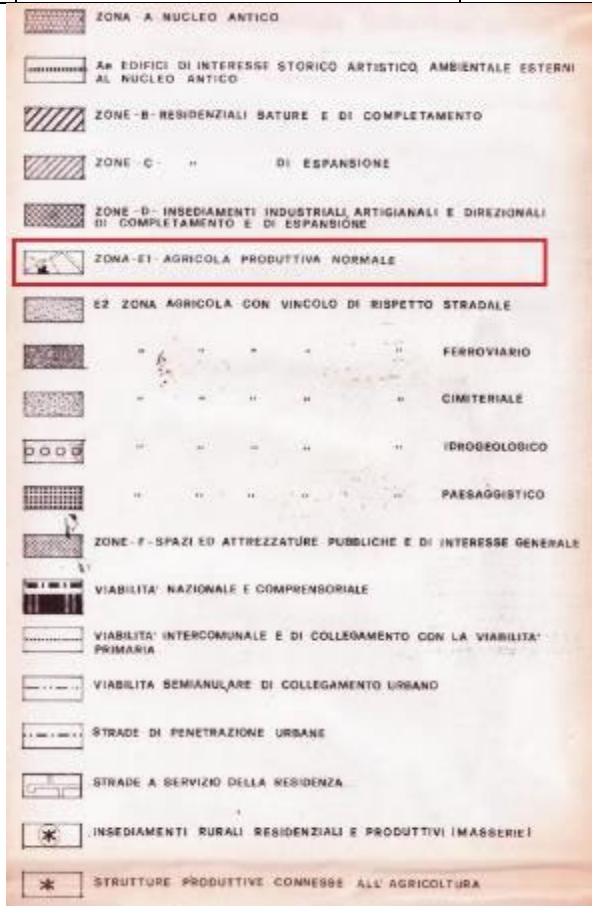 ZONA A NUCLEO ANTICO
An EDIFICI DI INTERESSE STORICO ARTISTICO, AMBIENTALE ESTERNI
AL NUCLEO ANTICO
ZONE-B-RESIDENZIALI SATURE E DI COMPLETAMENTO
ZONE -C- " DI ESPANSIONE
ZONE -D- INSEDIAMENTI INDUSTRIALI, ARTIGIANALI E DIREZIONALI
DI COMPLETAMENTO E DI ESPANSIONE
ZONA-E1-AGRICOLA PRODUTTIVA NORMALE
E2 ZONA AGRICOLA CON VINCOLO DI RISPETTO STRADALE
" " " " " FERROVIARIO
" " " " " CIMITERIALE
" " " " " IDROGEOLOGICO
" " " " " PAESAGGISTICO
ZONE-F-SPAZI ED ATTREZZATURE PUBBLICHE E DI INTERESSE GENERALE
VIABILITA' NAZIONALE E COMPRENSORIALE
VIABILITA' INTERCOMUNALE E DI COLLEGAMENTO CON LA VIABILITA'
PRIMARIA
VIABILITA SEMIANULARE DI COLLEGAMENTO URBANO
STRADE DI PENETRAZIONE URBANE
STRADE A SERVIZIO DELLA RESIDENZA
INSEDIAMENTI RURALI RESIDENZIALI E PRODUTTIVI (MASSERIE)
STRUTTURE PRODUTTIVE CONNESSE ALL'AGRICOLTURA